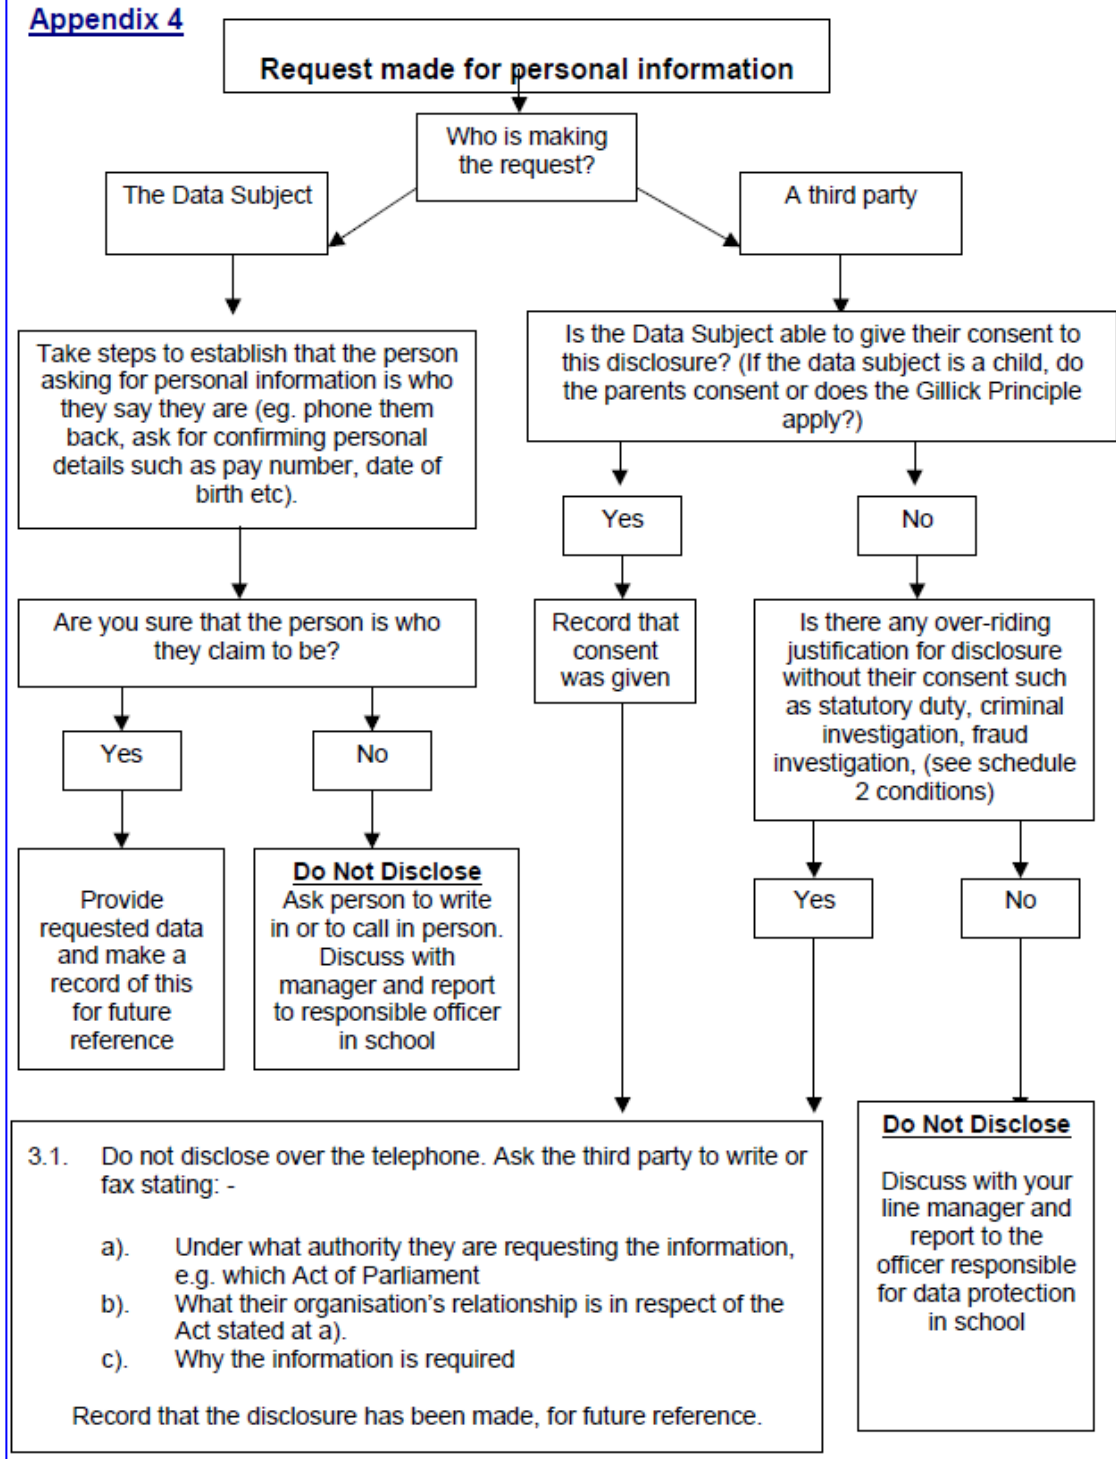 Appendix 4
Request made for personal information
Who is making
the request?
The Data Subject
A third party
Take steps to establish that the person
asking for personal information is who
they say they are (eg. phone them
back, ask for confirming personal
details such as pay number, date of
birth etc).
Is the Data Subject able to give their consent to
this disclosure? (If the data subject is a child, do
the parents consent or does the Gillick Principle
apply?)
Yes
No
Are you sure that the person is who
they claim to be?
Record that
consent
was given
Is there any over-riding
justification for disclosure
without their consent such
as statutory duty, criminal
investigation, fraud
investigation, (see schedule
2 conditions)
Yes
No
Provide
requested data
and make a
record of this
for future
reference
Do Not Disclose
Ask person to write
in or to call in person.
Discuss with
manager and report
to responsible officer
in school
Yes
No
3.1. Do not disclose over the telephone. Ask the third party to write or
fax stating: -
a). Under what authority they are requesting the information,
e.g. which Act of Parliament
b). What their organisation's relationship is in respect of the
Act stated at a).
c). Why the information is required
Record that the disclosure has been made, for future reference.
Do Not Disclose
Discuss with your
line manager and
report to the
officer responsible
for data protection
in school